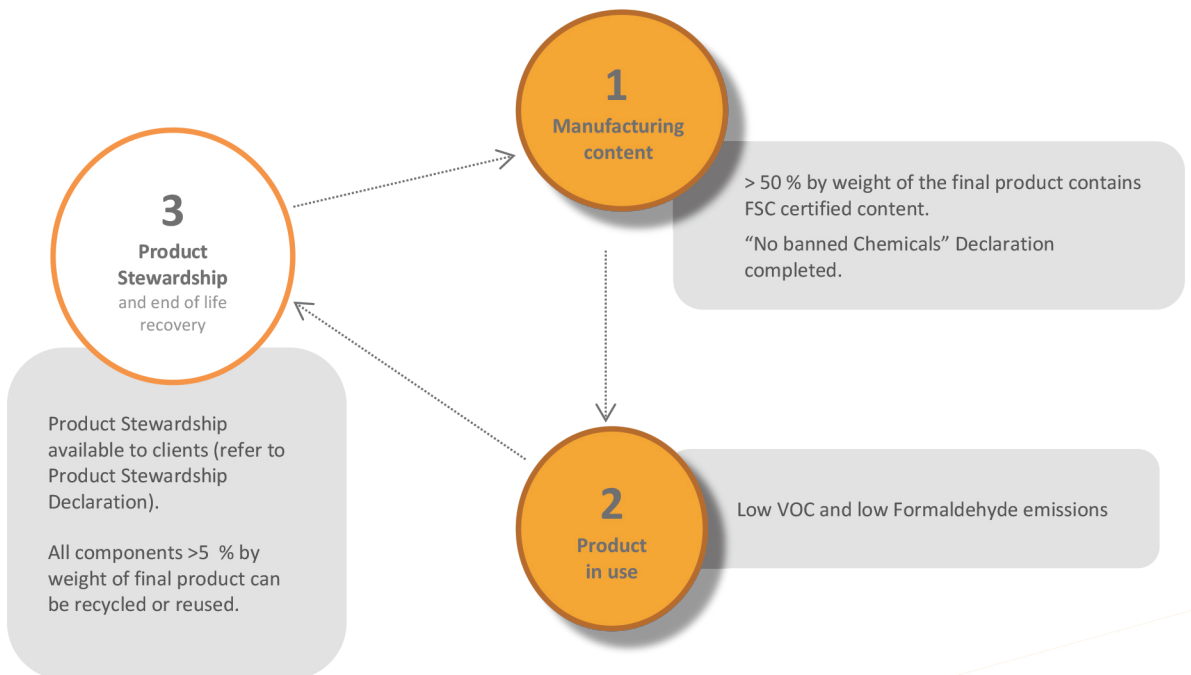 1
Manufacturing
content
> 50 % by weight of the final product contains
FSC certified content.
“No banned Chemicals” Declaration
completed.
2
Product
in use
Low VOC and low Formaldehyde emissions
3
Product
Stewardship
and end of life
recovery
Product Stewardship
available to clients (refer to
Product Stewardship
Declaration).
All components >5 % by
weight of final product can
be recycled or reused.